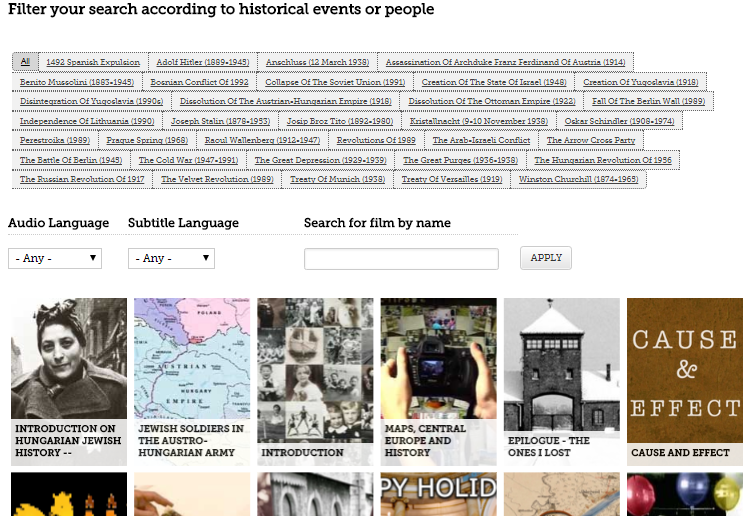 Filter your search according to historical events or people
All 1492 Spanish Expulsion Adolf Hitler (1889-1945) Anschluss (12 March 1938) Assassination Of Archduke Franz Ferdinand Of Austria (1914)
Benito Mussolini (1883-1945) Bosnian Conflict Of 1992 Collapse Of The Soviet Union (1991) Creation Of The State Of Israel (1948) Creation Of Yugoslavia (1918)
Disintegration Of Yugoslavia (1990s) Dissolution Of The Austrian-Hungarian Empire (1918) Dissolution Of The Ottoman Empire (1922) Fall Of The Berlin Wall (1989)
Independence Of Lithuania (1990) Joseph Stalin (1878-1953) Josip Broz Tito (1892-1980) Kristallnacht (9-10 November 1938) Oskar Schindler (1908-1974)
Perestroika (1989) Prague Spring (1968) Raoul Wallenberg (1912-1947) Revolutions Of 1989 The Arab-Israeli Conflict The Arrow Cross Party
The Battle Of Berlin (1945) The Cold War (1947-1991) The Great Depression (1929-1939) The Great Purges (1936-1938) The Hungarian Revolution Of 1956
The Russian Revolution Of 1917 The Velvet Revolution (1989) Treaty Of Munich (1938) Treaty Of Versailles (1919) Winston Churchill (1874-1965)
Audio Language Subtitle Language Search for film by name
- Any - - Any - APPLY
INTRODUCTION ON
HUNGARIAN JEWISH
HISTORY --
POLAND
AUSTRIAN
HUNGARY
EMPIRE
JEWISH SOLDIERS IN
THE AUSTRO-
HUNGARIAN ARMY
INTRODUCTION
MAPS, CENTRAL
EUROPE AND
HISTORY
EPILOGUE - THE
ONES I LOST
CAUSE
&
EFFECT
CAUSE AND EFFECT
PY HOLID